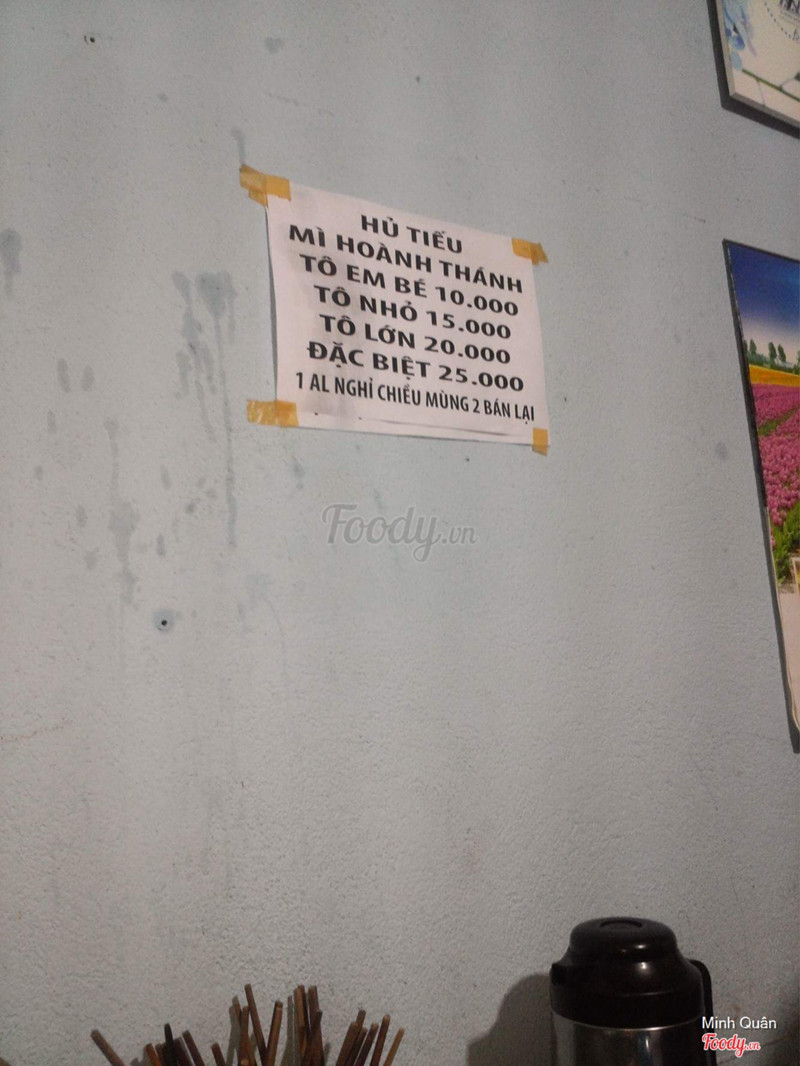 HỦ TIẾU
MÌ HOÀNH THÁNH
TÔ EM BÉ 10.000
TÔ NHỎ 15.000
TÔ LỚN 20.000
ĐẶC BIỆT 25.000
1 AL NGHỈ CHIỀU MÙNG 2 BÁN LẠI
Foody.vn
Minh Quân
Foody.vn